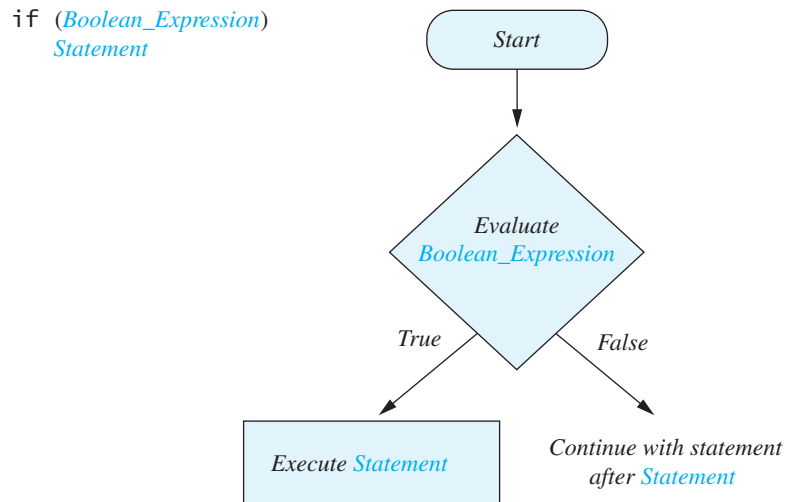 if (Boolean_Expression)
Statement
Start
Evaluate
Boolean_Expression
True
False
Execute Statement
Continue with statement
after Statement